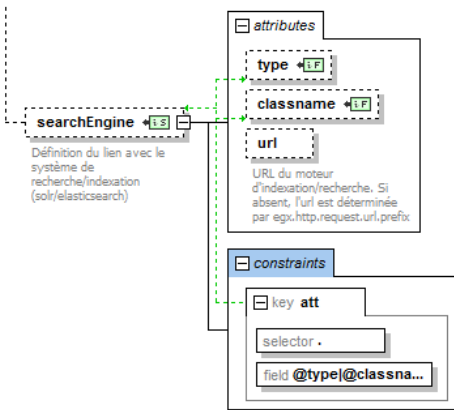 attributes
type
i F
classname
i F
searchEngine
i S
url
Définition du lien avec le
système de
recherche/indexation
(solr/elasticsearch)
URL du moteur
d'indexation/recherche. Si
absent, l'url est déterminée
par egx.http.request.url.prefix
constraints
key att
selector .
field @type|@classna...